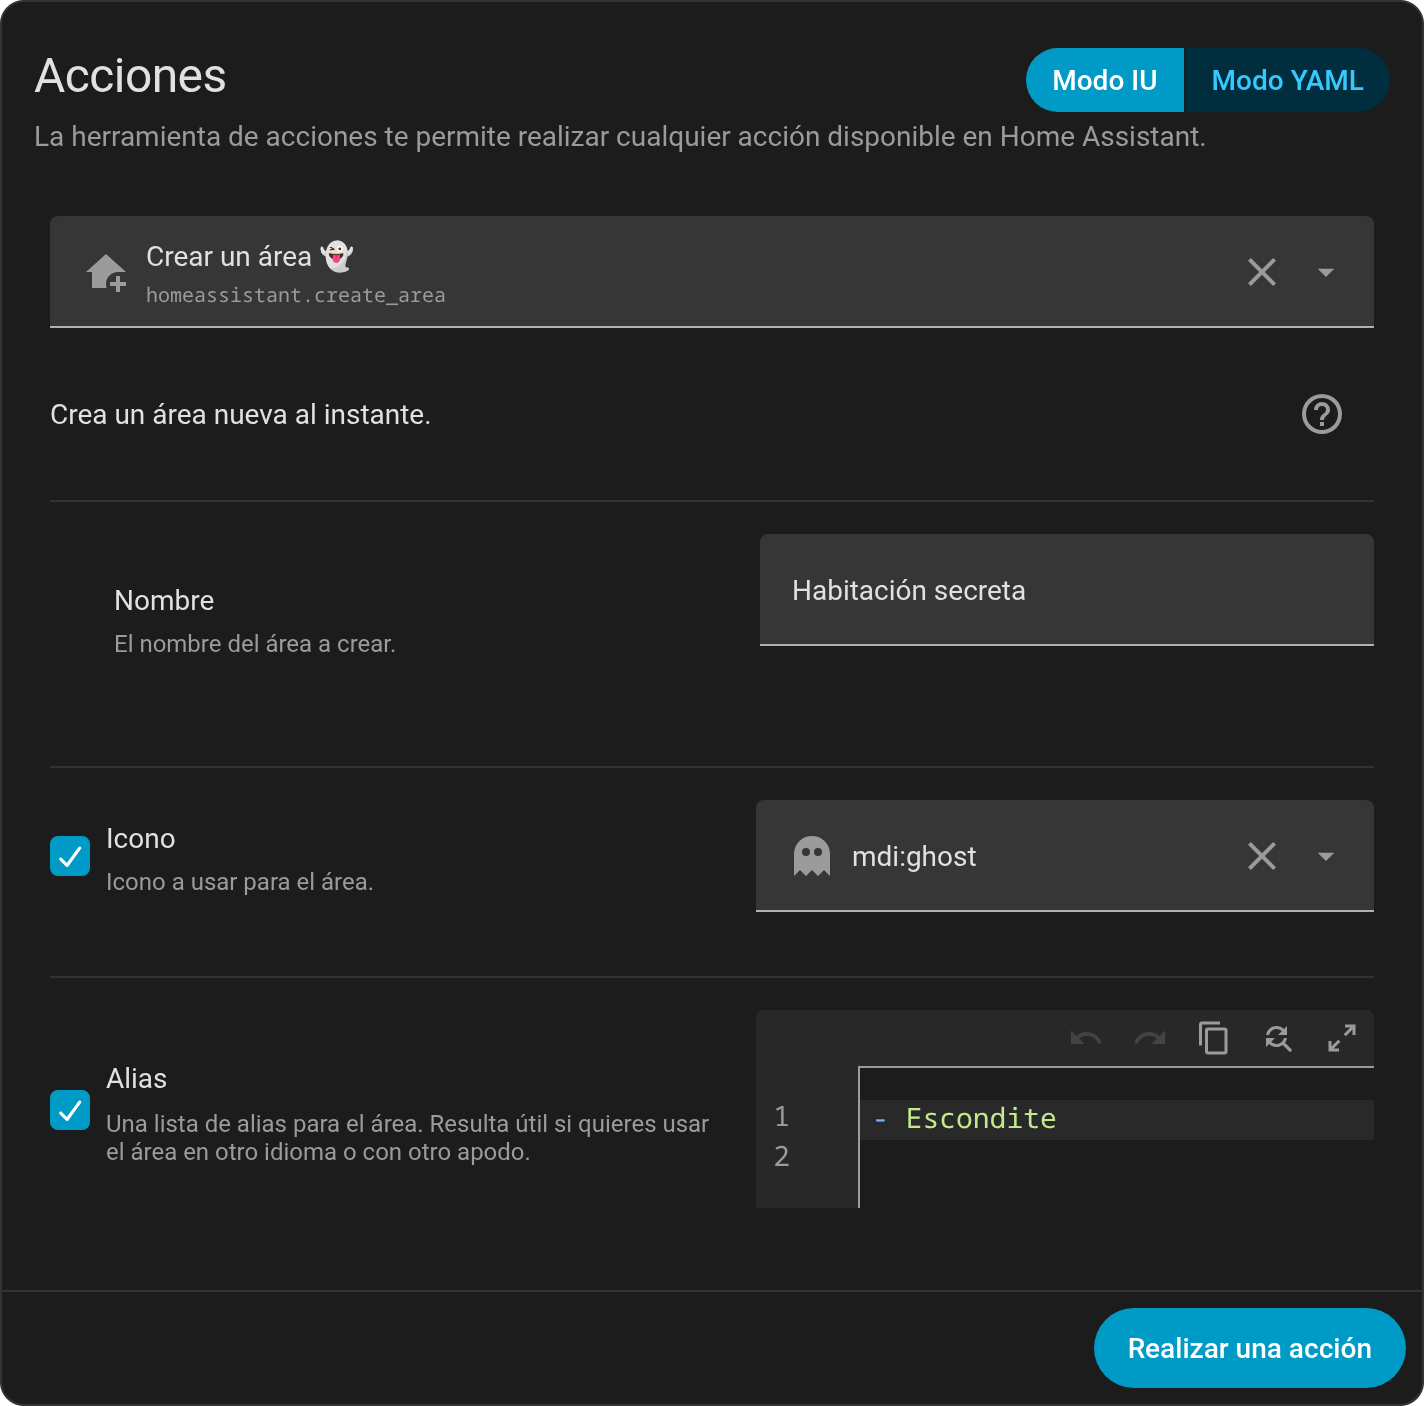 Acciones
Modo IU
Modo YAML
La herramienta de acciones te permite realizar cualquier acción disponible en Home Assistant.
Crear un área 👻
homeassistant.create_area
Crea un área nueva al instante.
Nombre
El nombre del área a crear.
Habitación secreta
Icono
Icono a usar para el área.
mdi:ghost
Alias
Una lista de alias para el área. Resulta útil si quieres usar
el área en otro idioma o con otro apodo.
1
- Escondite
2
Realizar una acción